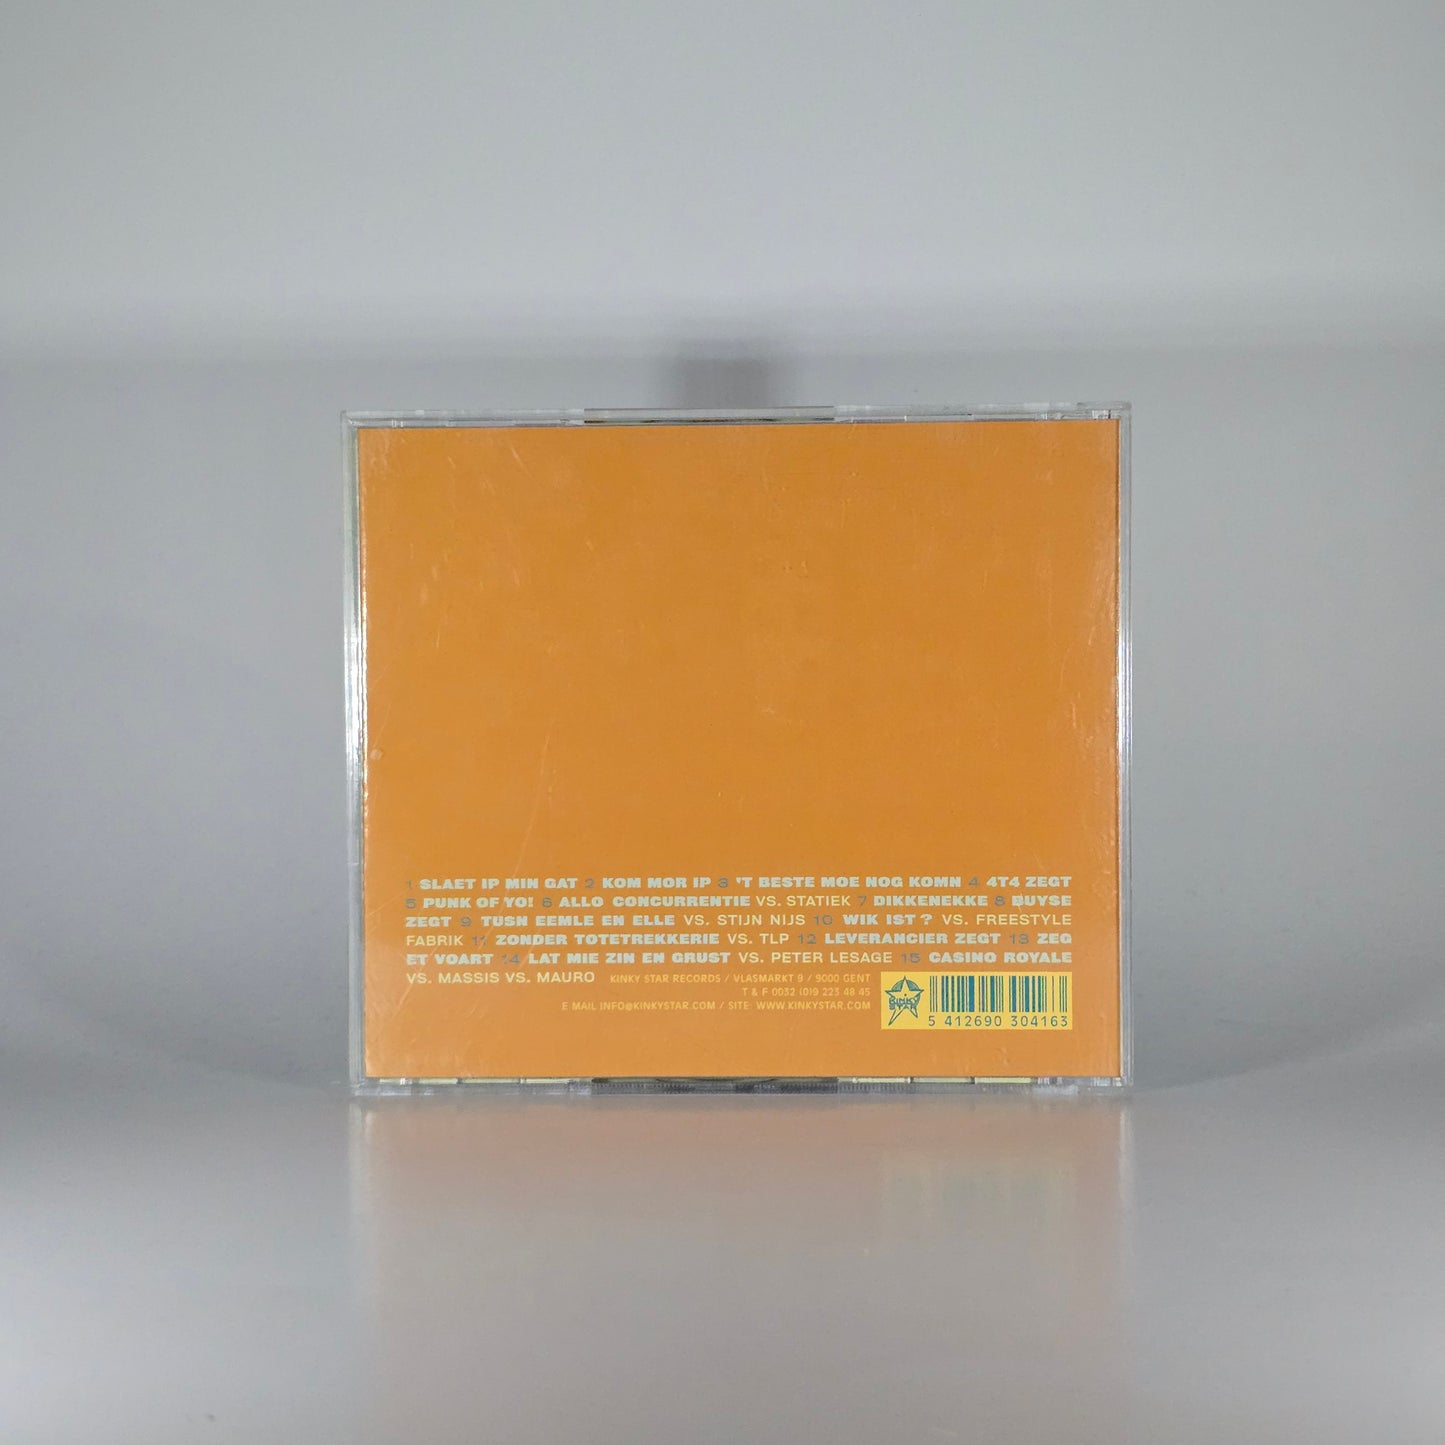 1 SLAET IP MIN GAT 2 KOM MOR IP 3 'T BESTE MOE NOG KOMN 4 4T4 ZEGT
5 PUNK OF YO! 6 ALLO CONCURRENTIE VS. STATIEK 7 DIKKENEKKE 8 BUYSE
ZEGT 9 TUSN EEMLE EN ELLE VS. STIJN NIJS 10 WIK IST? VS. FREESTYLE
FABRIK 11 ZONDER TOTETREKKERIE VS. TLP 12 LEVERANCIER ZEGT 13 ZEG
ET VOART 14 LAT MIE ZIN EN GRUST VS. PETER LESAGE 15 CASINO ROYALE
VS. MASSIS VS. MAURO KINKY STAR RECORDS / VLASMARKT 9 / 9000 GENT
T & F 0032 (0)9 223 48 45
E MAIL INFO@KINKYSTAR.COM / SITE: WWW.KINKYSTAR.COM
KINKY
STAR
5 412690 304163